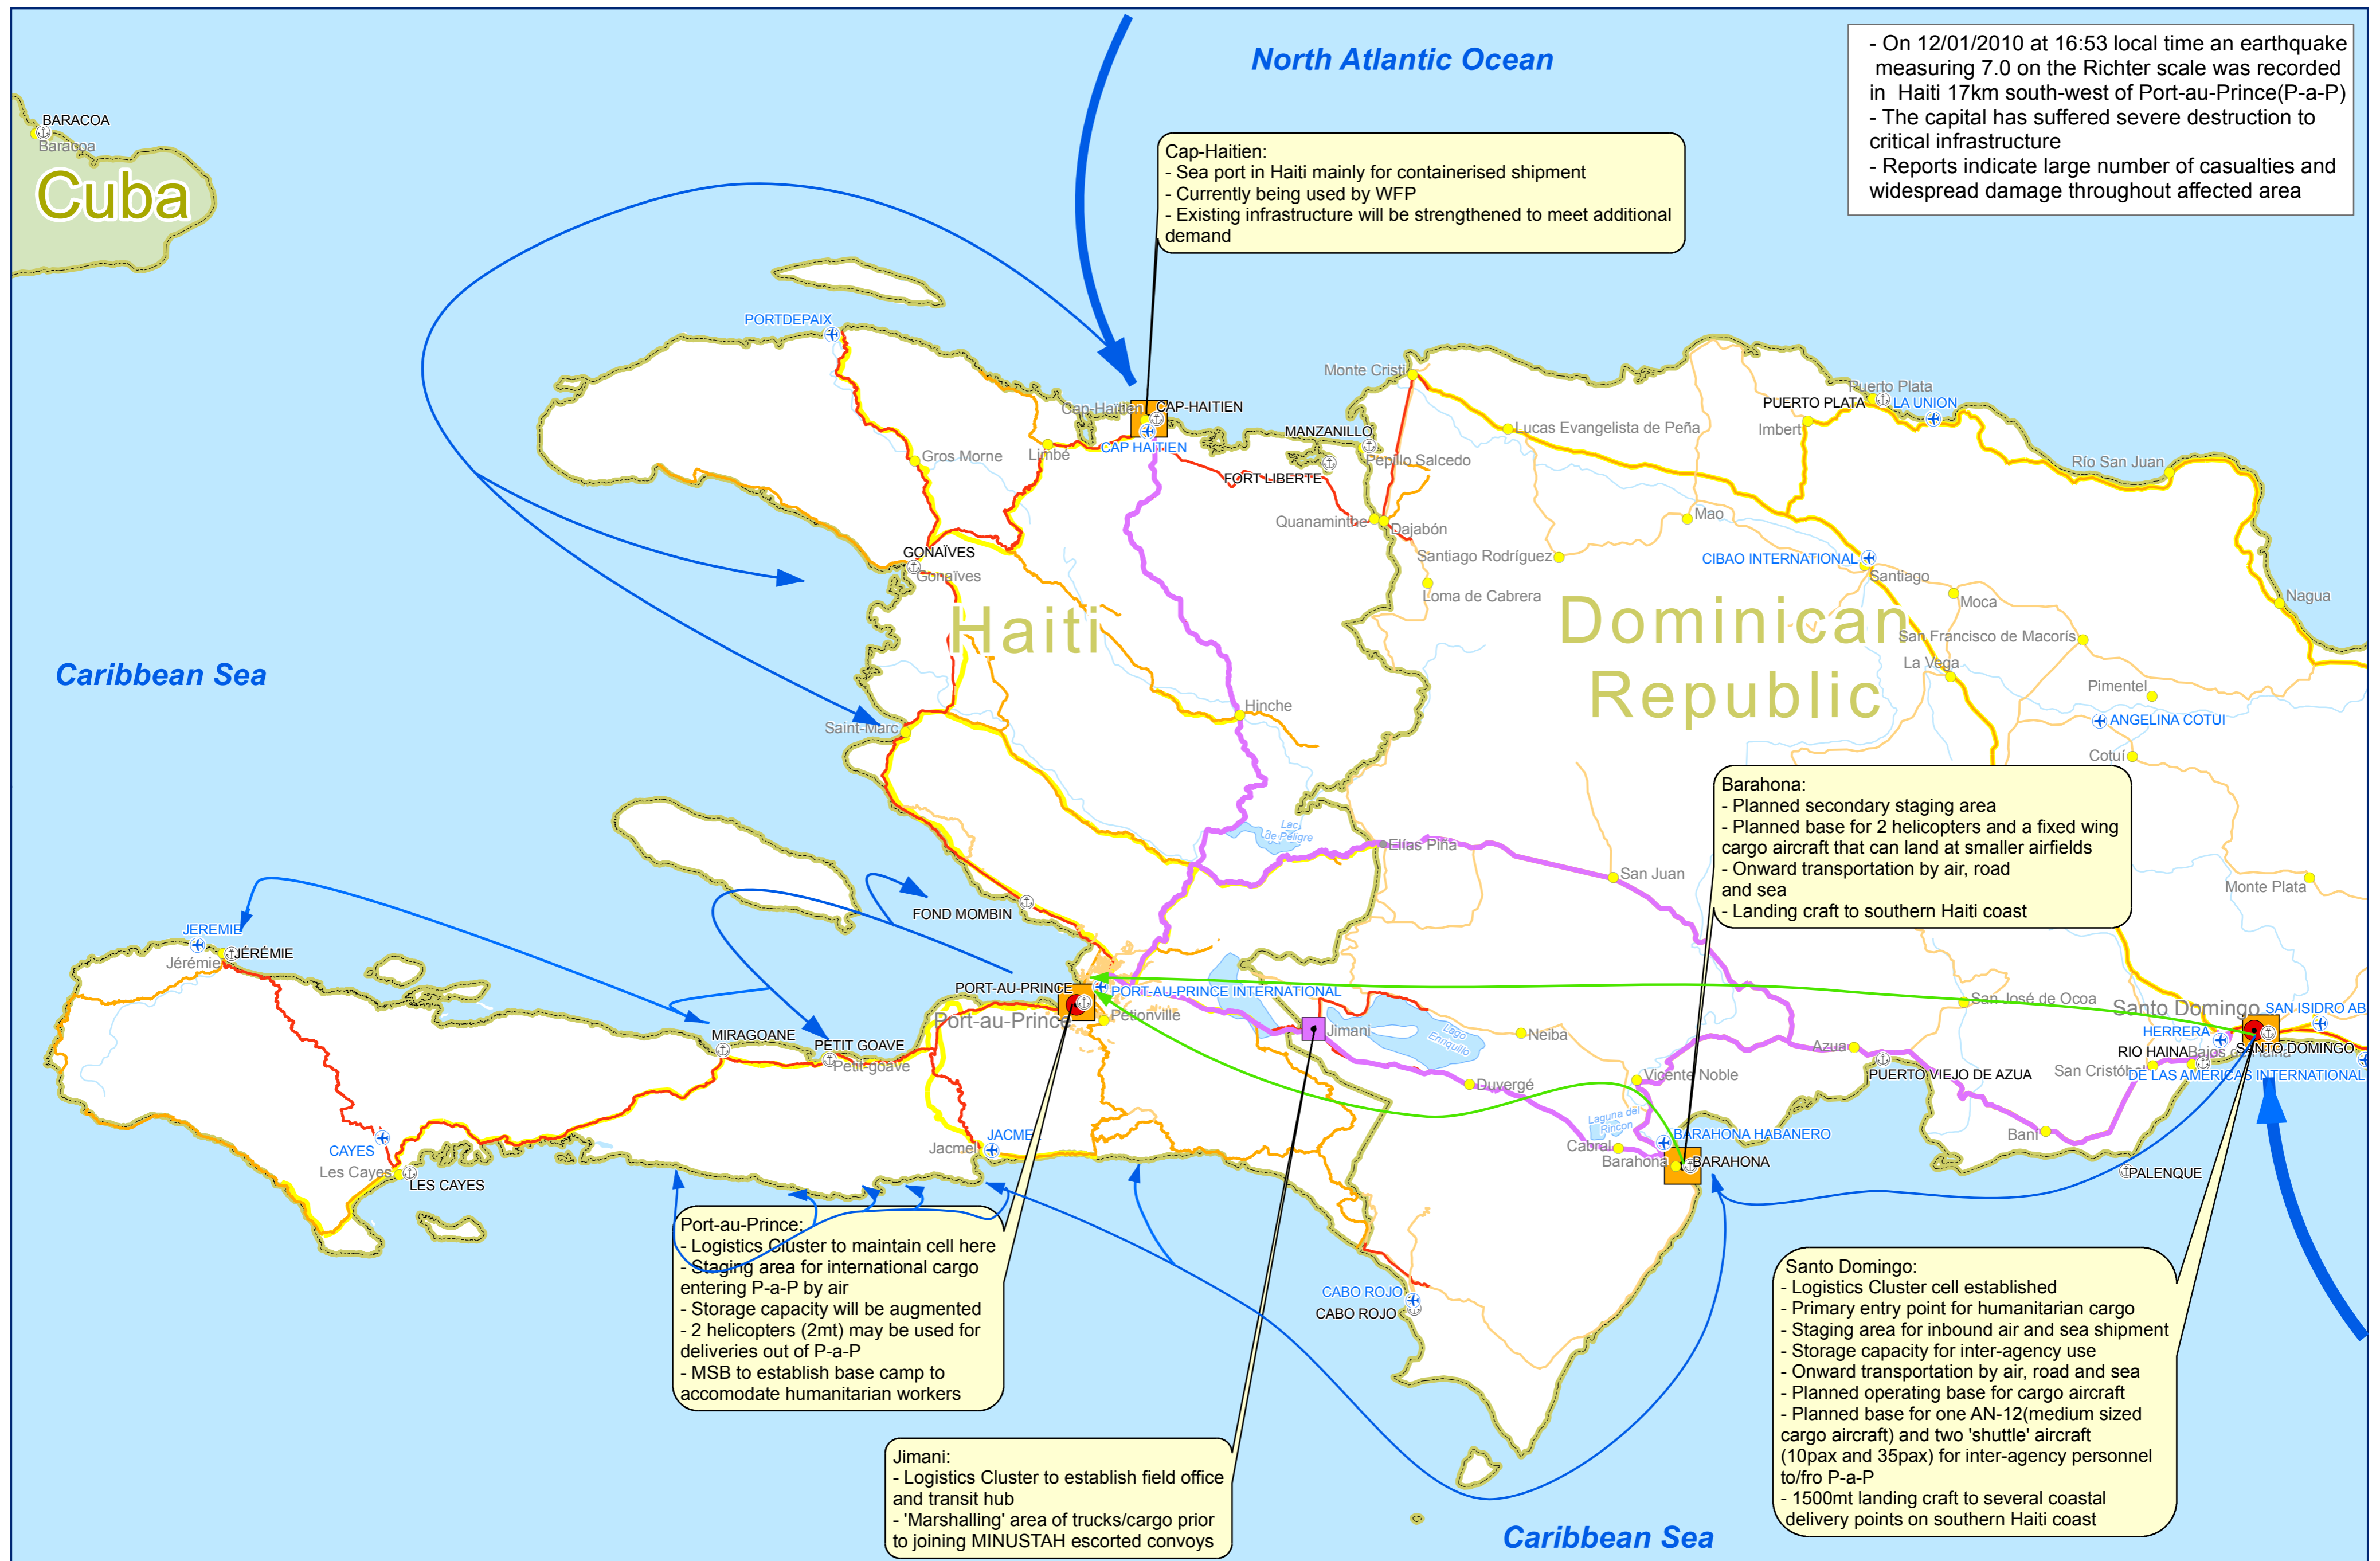 North Atlantic Ocean
- On 12/01/2010 at 16:53 local time an earthquake
measuring 7.0 on the Richter scale was recorded
in Haiti 17km south-west of Port-au-Prince(P-a-P)
- The capital has suffered severe destruction to
critical infrastructure
- Reports indicate large number of casualties and
widespread damage throughout affected area
BARACOA
Baracoa
Cuba
Cap-Haitien:
- Sea port in Haiti mainly for containerised shipment
- Currently being used by WFP
- Existing infrastructure will be strengthened to meet additional
demand
PORTDEPAIX
Monte Cristi
Puerto Plata
PUERTO PLATA
LA UNION
Cap-Haïtien
CAP-HAITIEN
CAP HAITIEN
Imbert
MANZANILLO
Lucas Evangelista de Peña
Gros Morne
Limbé
Pepillo Salcedo
Río San Juan
FORT LIBERTE
Quanaminthe
Dajabón
Mao
GONAÏVES
Gonaïves
Santiago Rodríguez
CIBAO INTERNATIONAL
Santiago
Loma de Cabrera
Moca
Nagua
Haiti
Dominican
Republic
San Francisco de Macorís
La Vega
Caribbean Sea
Pimentel
Hinche
Saint-Marc
ANGELINA COTUI
Cotuí
Barahona:
- Planned secondary staging area
- Planned base for 2 helicopters and a fixed wing
cargo aircraft that can land at smaller airfields
- Onward transportation by air, road
and sea
- Landing craft to southern Haiti coast
Lac
de Peligre
Elías Piña
San Juan
Monte Plata
FOND MOMBIN
JEREMIE
JÉRÉMIE
Jérémie
PORT-AU-PRINCE
PORT-AU-PRINCE INTERNATIONAL
Port-au-Prince
Petionville
San José de Ocoa
Santo Domingo
SAN ISIDRO AB
HERRERA
MIRAGOANE
PETIT GOAVE
Petit-goave
Jimani
Lago
Enriquillo
Neiba
Azua
RIO HAINA
Bajos de Haina
SANTO DOMINGO
San Cristóbal
DE LAS AMERICAS INTERNATIONAL
PUERTO VIEJO DE AZUA
Duvergé
Vicente Noble
Laguna del
Rincon
CAYES
Les Cayes
LES CAYES
Jacmel
JACMEL
Cabral
BARAHONA HABANERO
Barahona
BARAHONA
Baní
PALENQUE
Port-au-Prince:
- Logistics Cluster to maintain cell here
- Staging area for international cargo
entering P-a-P by air
- Storage capacity will be augmented
- 2 helicopters (2mt) may be used for
deliveries out of P-a-P
- MSB to establish base camp to
accomodate humanitarian workers
CABO ROJO
CABO ROJO
Santo Domingo:
- Logistics Cluster cell established
- Primary entry point for humanitarian cargo
- Staging area for inbound air and sea shipment
- Storage capacity for inter-agency use
- Onward transportation by air, road and sea
- Planned operating base for cargo aircraft
- Planned base for one AN-12(medium sized
cargo aircraft) and two 'shuttle' aircraft
(10pax and 35pax) for inter-agency personnel
to/fro P-a-P
- 1500mt landing craft to several coastal
delivery points on southern Haiti coast
Jimani:
- Logistics Cluster to establish field office
and transit hub
- 'Marshalling' area of trucks/cargo prior
to joining MINUSTAH escorted convoys
Caribbean Sea